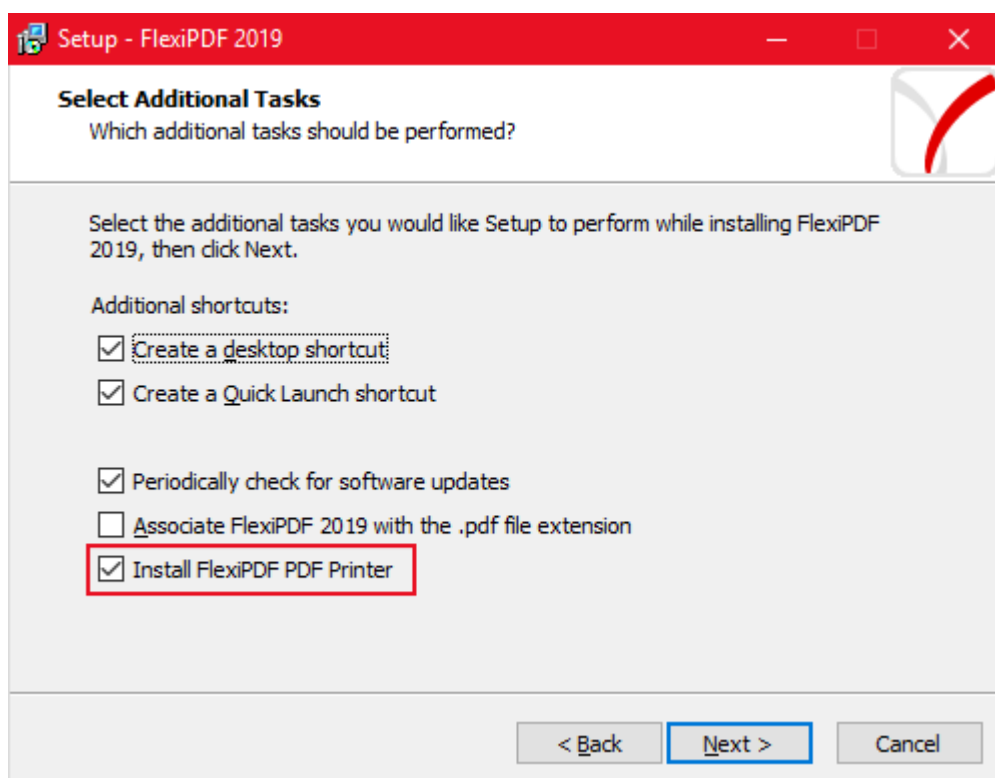 Setup - FlexiPDF 2019
Select Additional Tasks
Which additional tasks should be performed?
Select the additional tasks you would like Setup to perform while installing FlexiPDF
2019, then click Next.
Additional shortcuts:
Create a desktop shortcut
Create a Quick Launch shortcut
Periodically check for software updates
Associate FlexiPDF 2019 with the .pdf file extension
Install FlexiPDF PDF Printer
< Back Next > Cancel